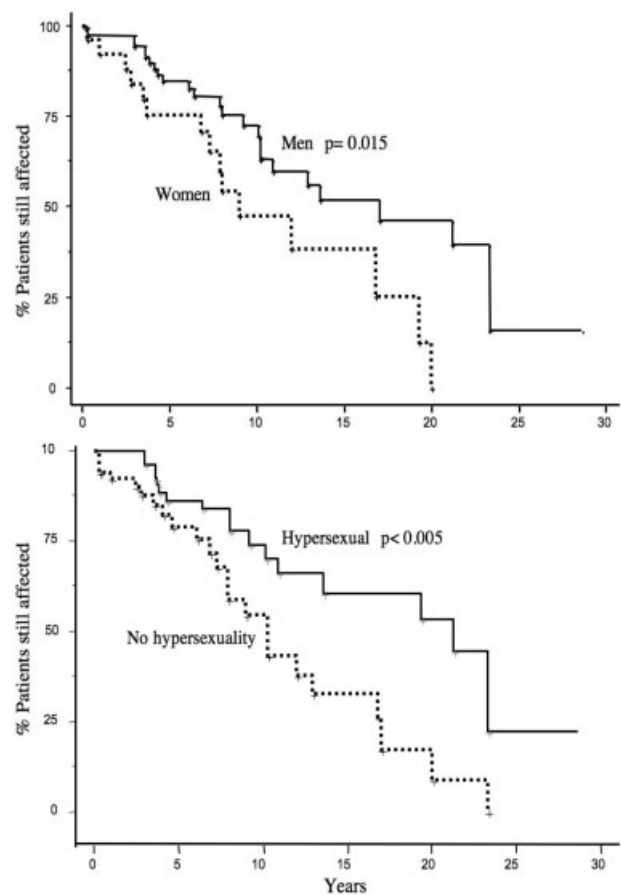 100
75
50
25
0
% Patients still affected
Men p= 0.015
Women
0 5 10 15 20 25 30
10
75
50
25
0
% Patients still affected
Hypersexual p< 0.005
No hypersexuality
0 5 10 15 20 25 30
Years